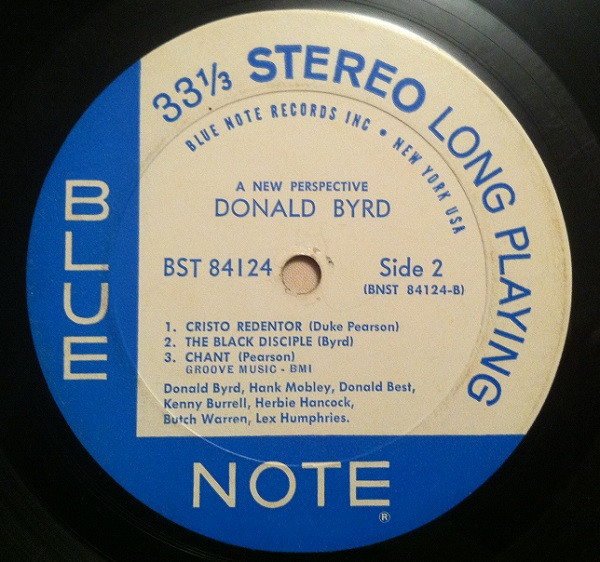 33⅓ STEREO LONG PLAYING
BLUE NOTE RECORDS INC • NEW YORK USA
A NEW PERSPECTIVE
DONALD BYRD
BST 84124
Side 2
(BNST 84124-B)
1. CRISTO REDENTOR (Duke Pearson)
2. THE BLACK DISCIPLE (Byrd)
3. CHANT (Pearson)
GROOVE MUSIC - BMI
Donald Byrd, Hank Mobley, Donald Best,
Kenny Burrell, Herbie Hancock,
Butch Warren, Lex Humphries.
BLUE
NOTE
®